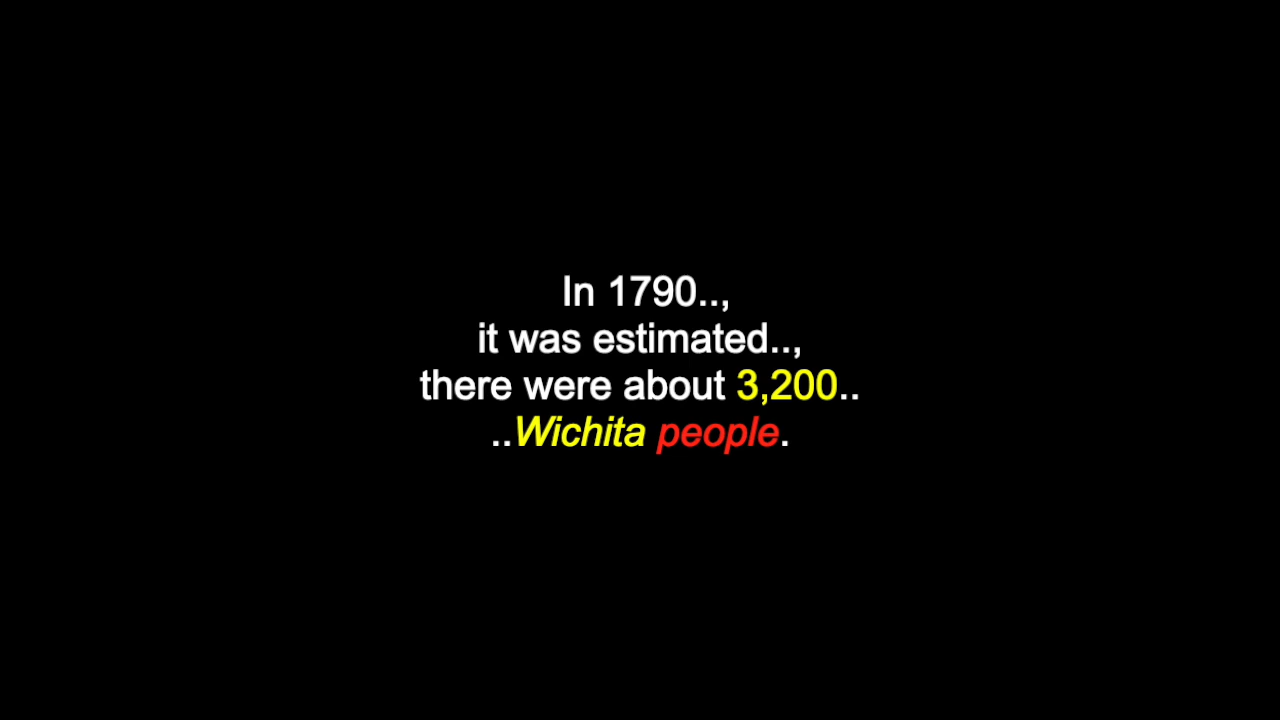 In 1790..,
it was estimated..,
there were about 3,200..
..Wichita people.